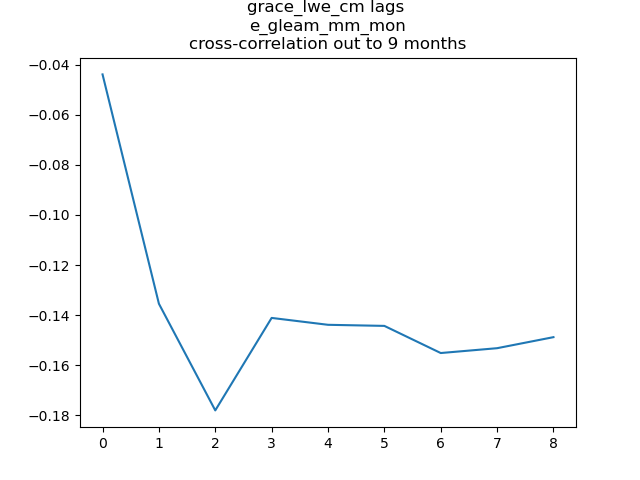 grace_lwe_cm lags
e_gleam_mm_mon
cross-correlation out to 9 months
−0.04
−0.06
−0.08
−0.10
−0.12
−0.14
−0.16
−0.18
0 1 2 3 4 5 6 7 8